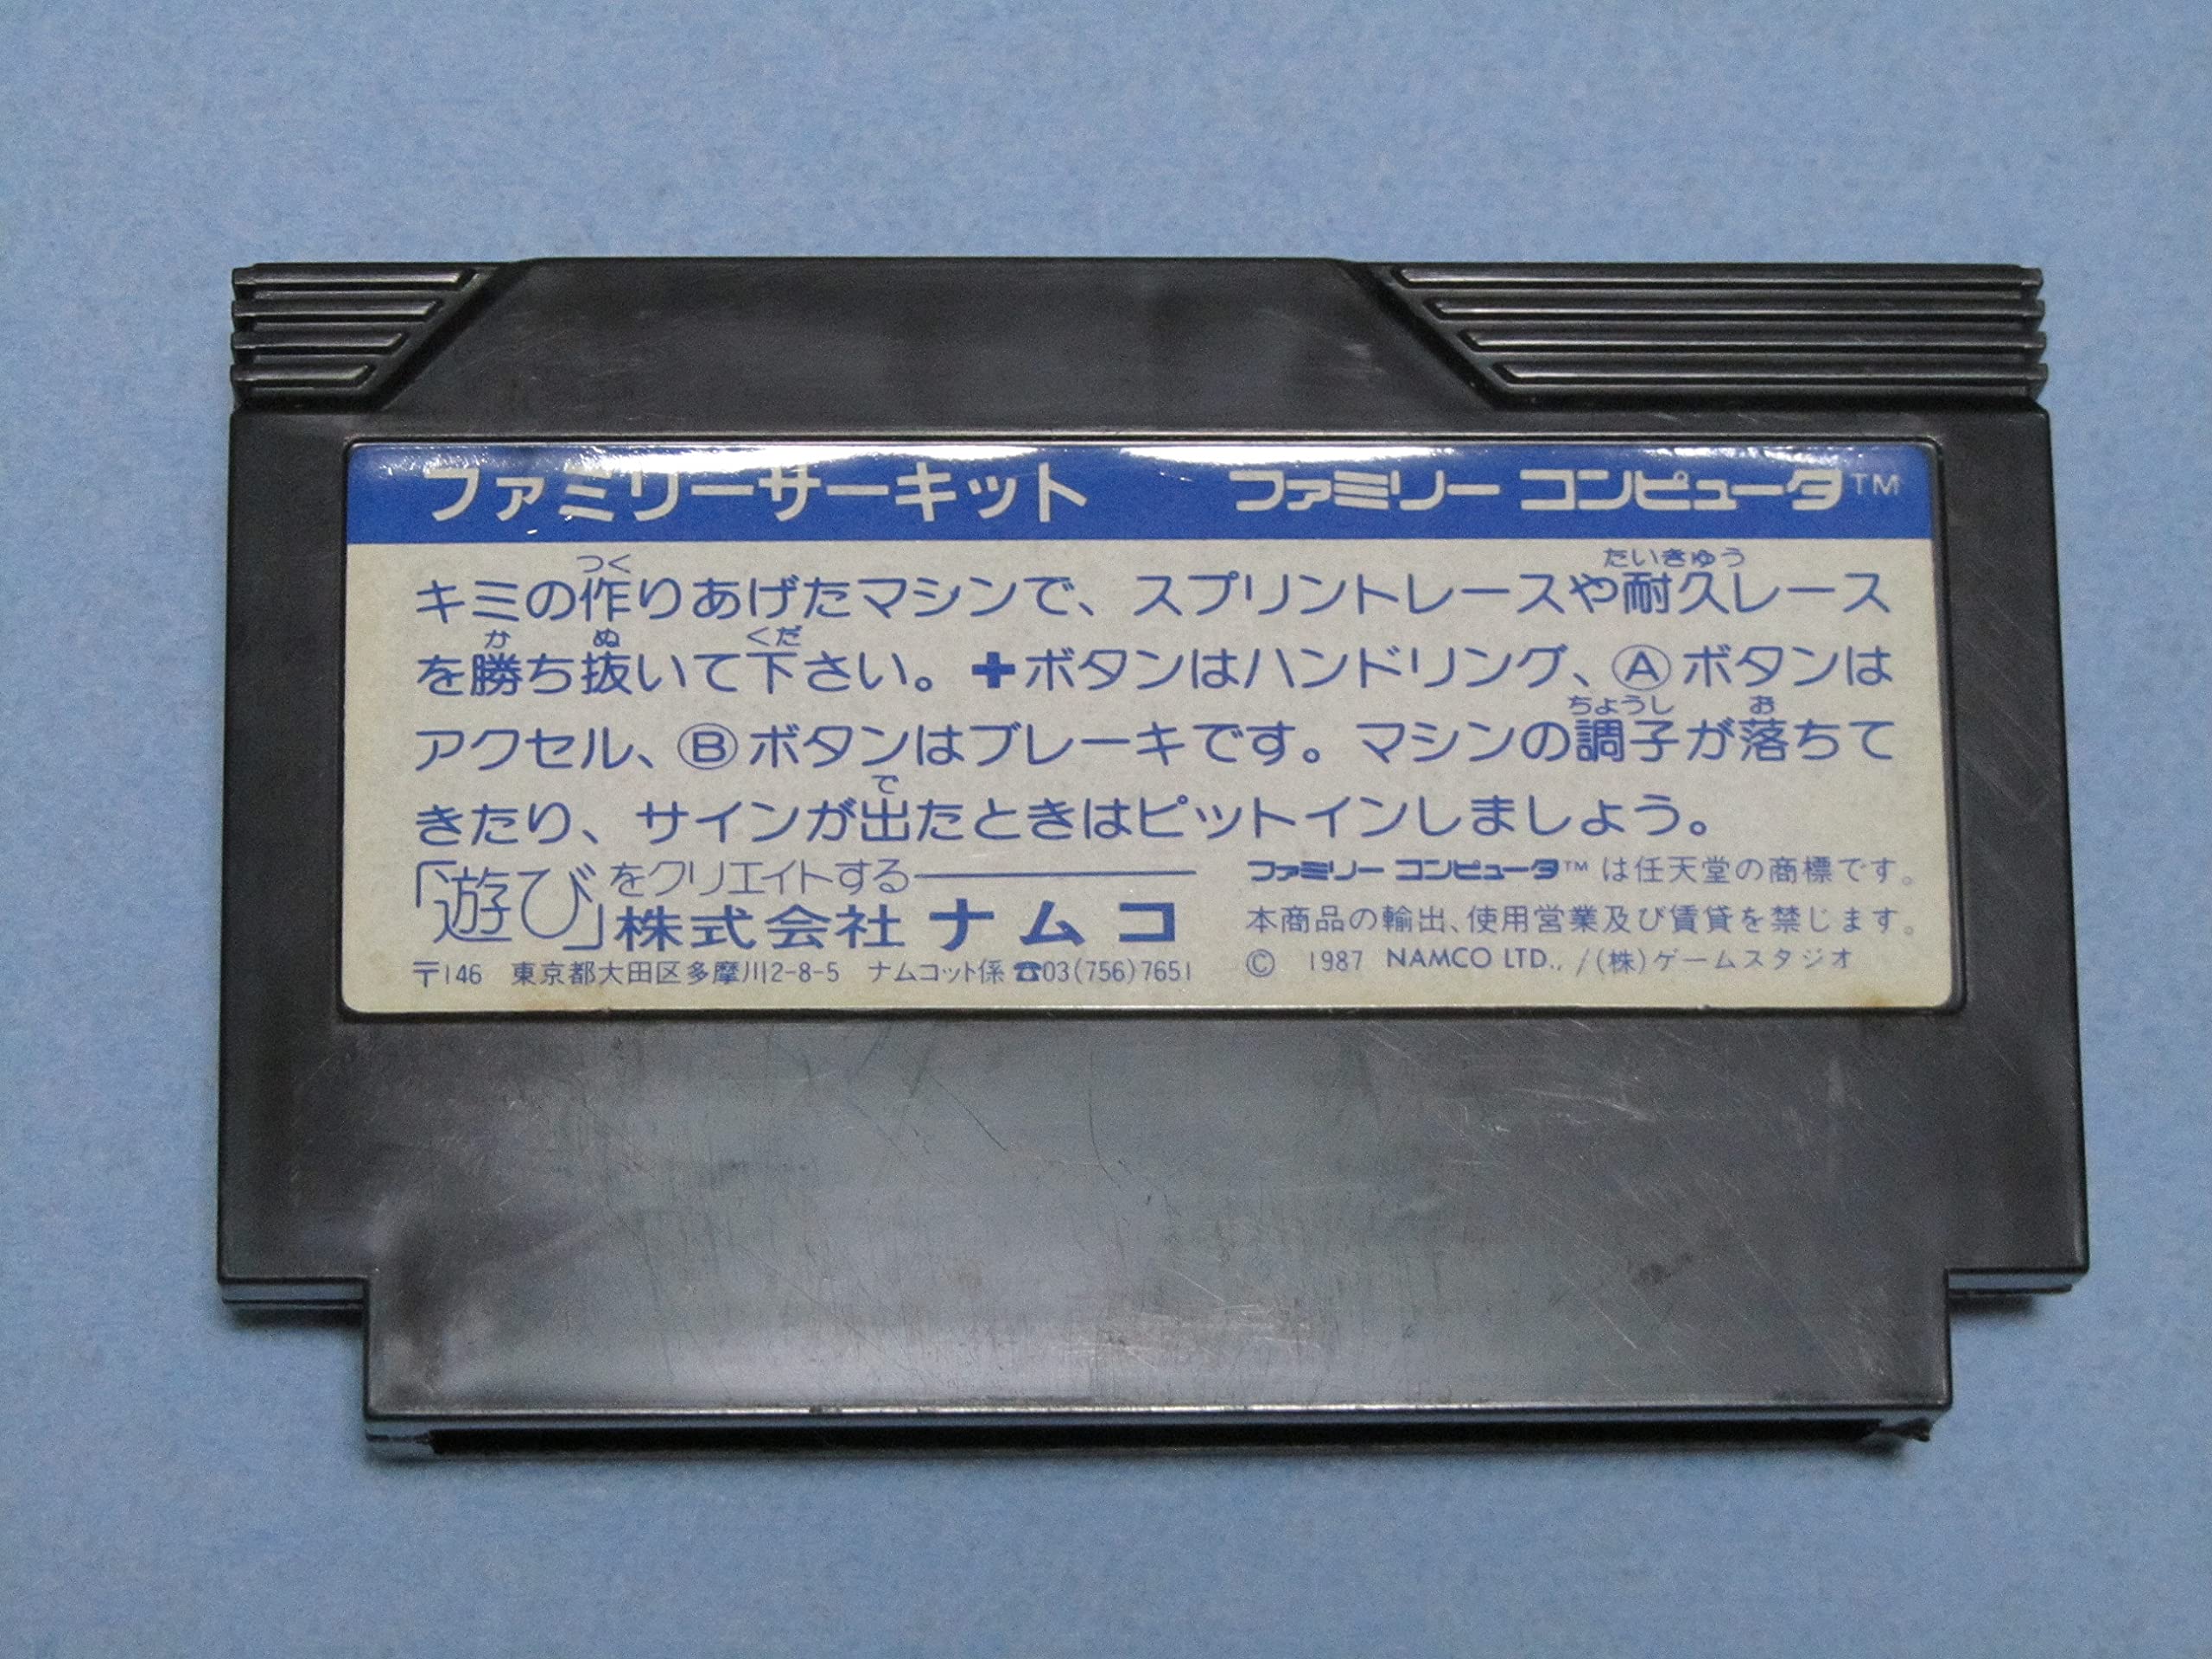 ファミリーサーキット ファミリー コンピュータ™
キミの作りあげたマシンで、スプリントレースや耐久レース
を勝ち抜いて下さい。✚ボタンはハンドリング、Ⓐボタンは
アクセル、Ⓑボタンはブレーキです。マシンの調子が落ちて
きたり、サインが出たときはピットインしましょう。
「遊び」をクリエイトする
株式会社 ナムコ
〒146 東京都大田区多摩川2-8-5 ナムコット係 ☎03(756)7651
ファミリー コンピュータ™は任天堂の商標です。
本商品の輸出、使用営業及び賃貸を禁じます。
© 1987 NAMCO LTD., /(株)ゲームスタジオ